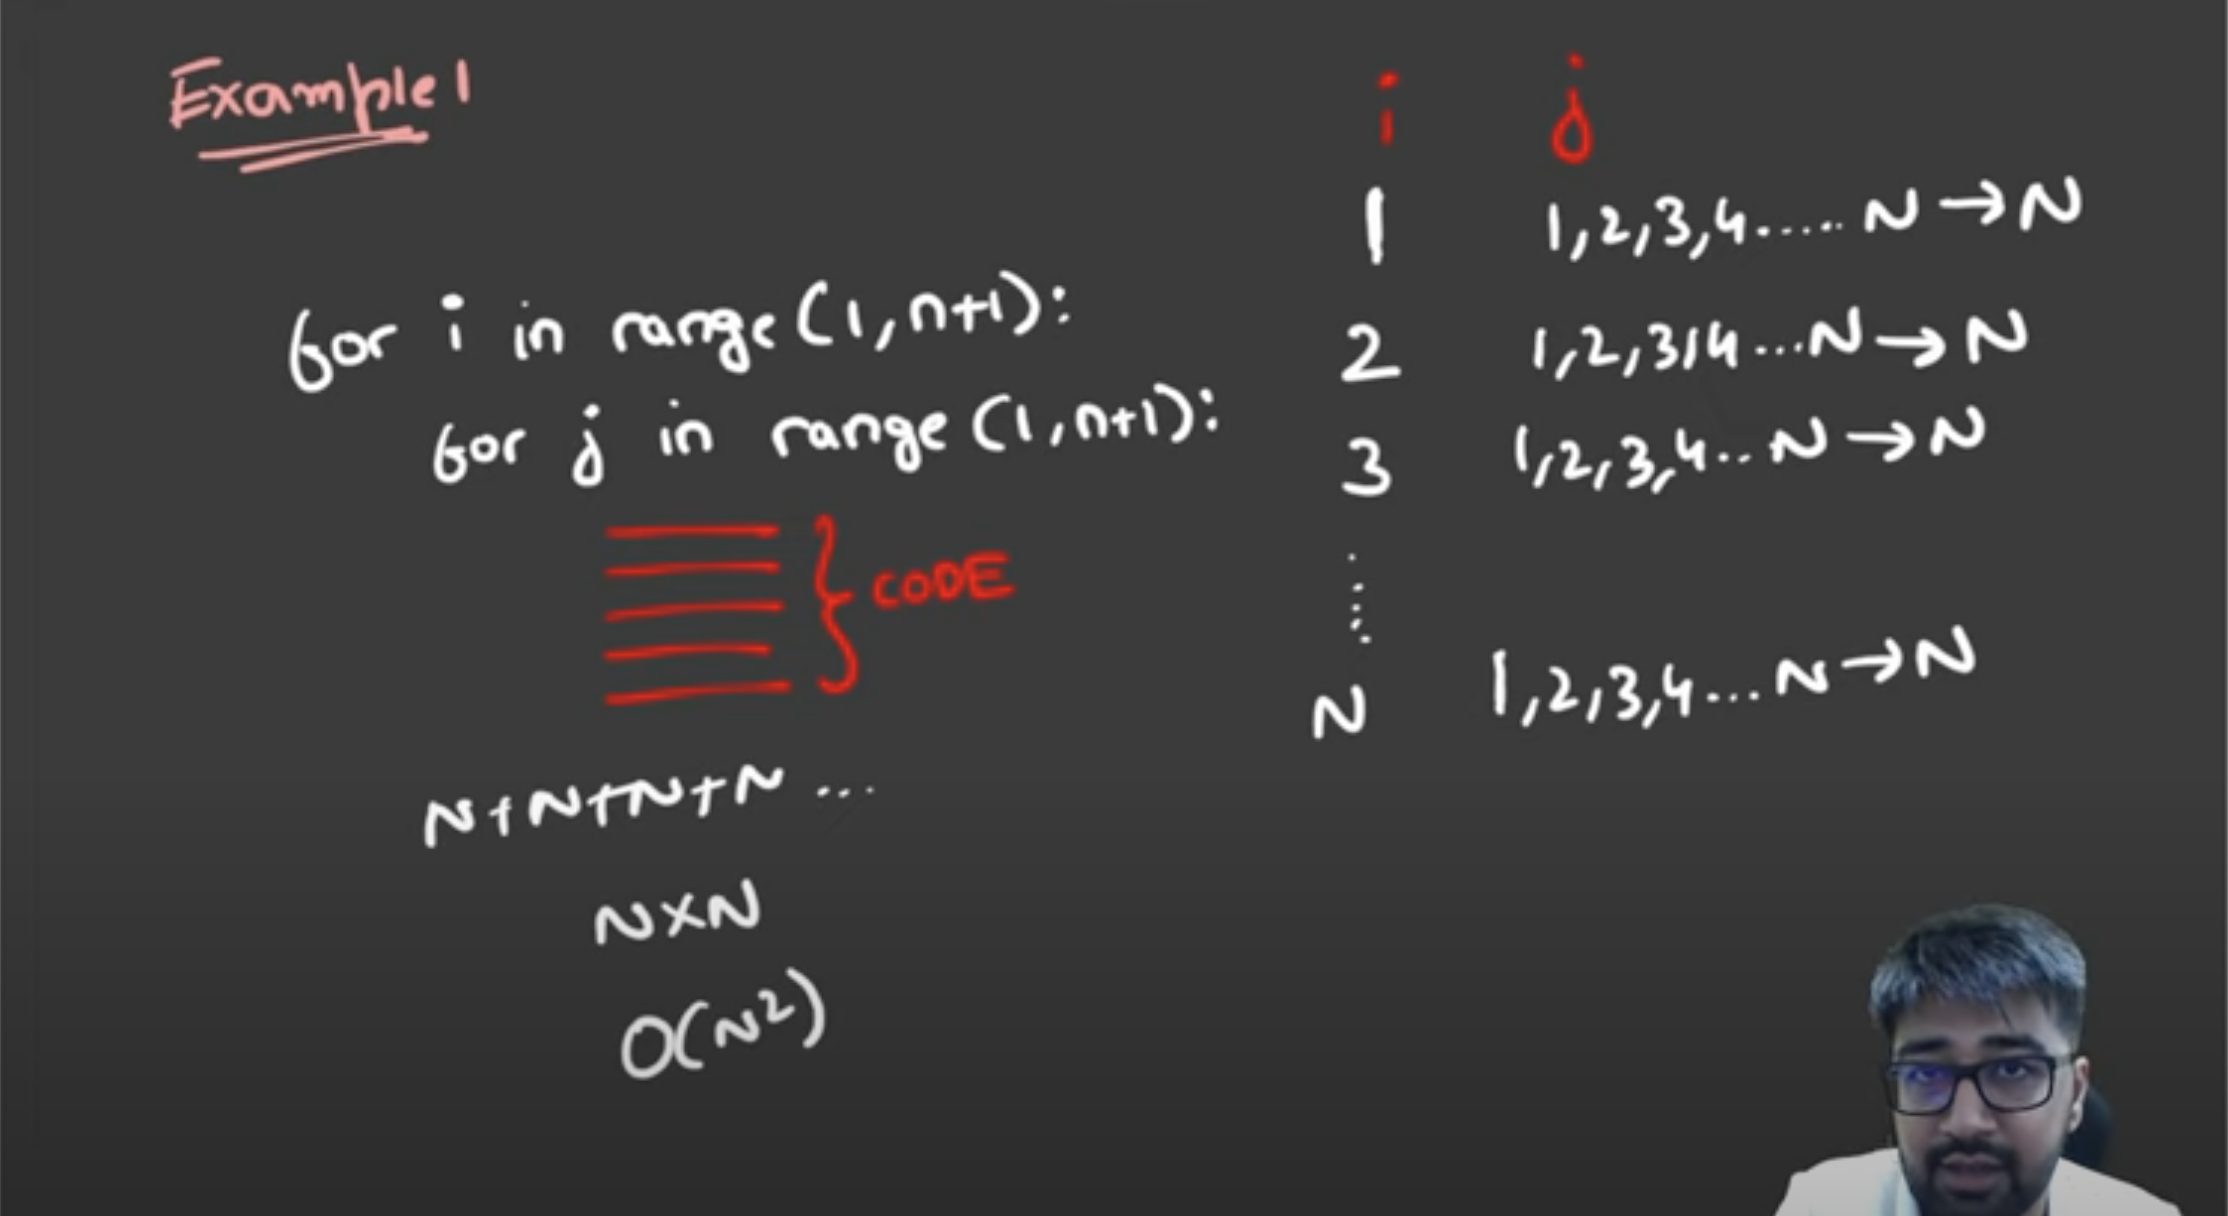 Example 1
for i in range(1,n+1):
for j in range(1,n+1):
CODE
N+N+N+N...
N×N
O(N²)
i j
1 1,2,3,4..... N→N
2 1,2,3,4...N→N
3 1,2,3,4..N→N
N 1,2,3,4...N→N